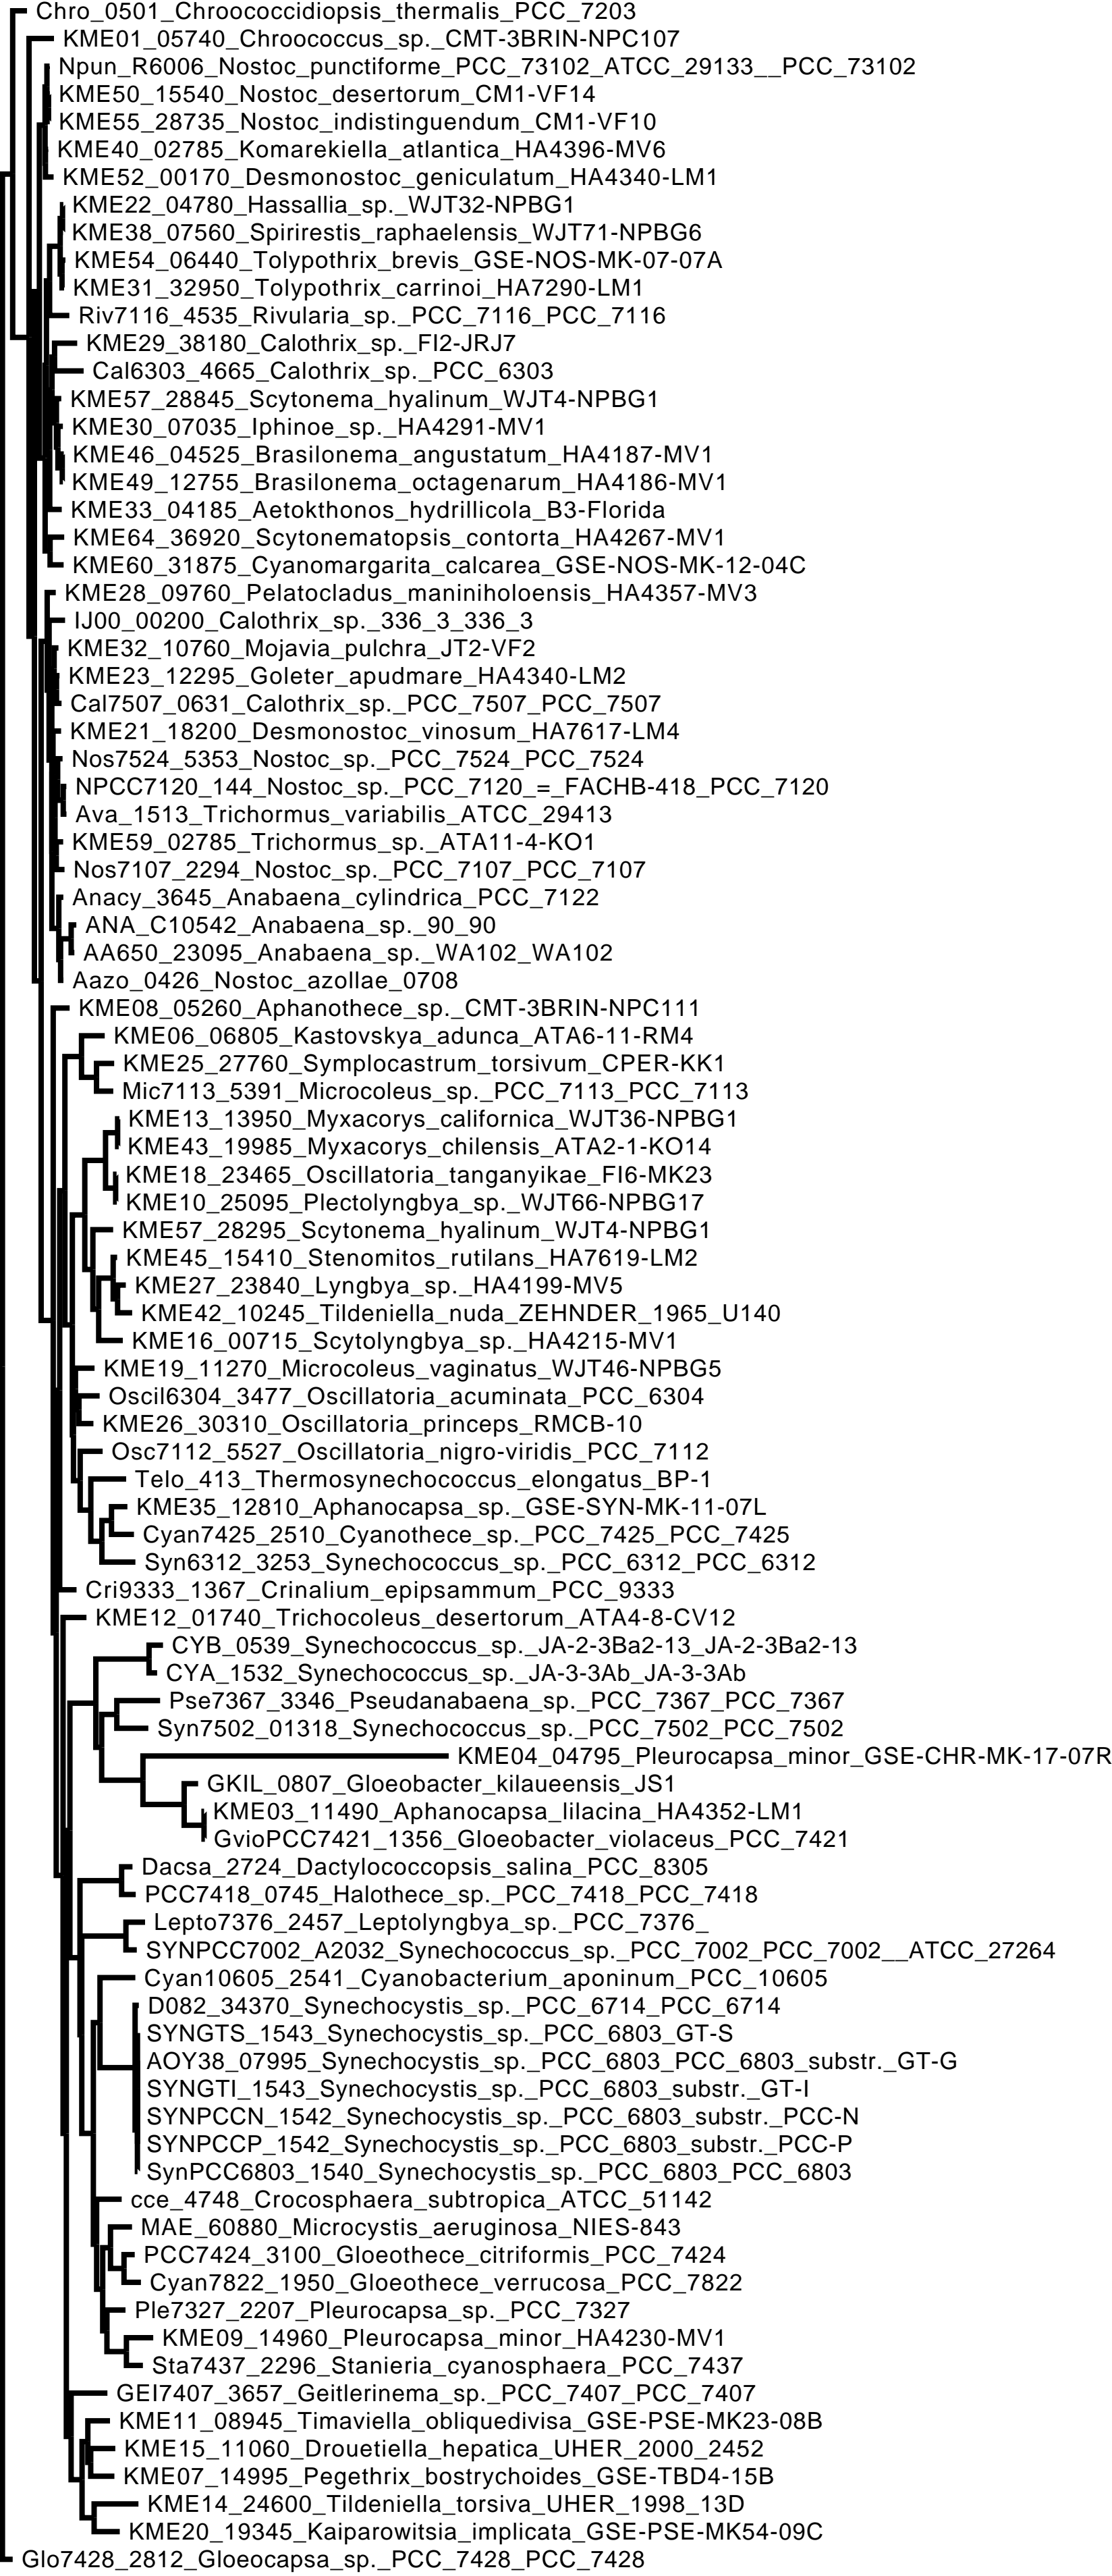 Chro_0501_Chroococcidiopsis_thermalis_PCC_7203
KME01_05740_Chroococcus_sp._CMT-3BRIN-NPC107
Npun_R6006_Nostoc_punctiforme_PCC_73102_ATCC_29133__PCC_73102
KME50_15540_Nostoc_desertorum_CM1-VF14
KME55_28735_Nostoc_indistinguendum_CM1-VF10
KME40_02785_Komarekiella_atlantica_HA4396-MV6
KME52_00170_Desmonostoc_geniculatum_HA4340-LM1
KME22_04780_Hassallia_sp._WJT32-NPBG1
KME38_07560_Spirirestis_raphaelensis_WJT71-NPBG6
KME54_06440_Tolypothrix_brevis_GSE-NOS-MK-07-07A
KME31_32950_Tolypothrix_carrinoi_HA7290-LM1
Riv7116_4535_Rivularia_sp._PCC_7116_PCC_7116
KME29_38180_Calothrix_sp._FI2-JRJ7
Cal6303_4665_Calothrix_sp._PCC_6303
KME57_28845_Scytonema_hyalinum_WJT4-NPBG1
KME30_07035_Iphinoe_sp._HA4291-MV1
KME46_04525_Brasilonema_angustatum_HA4187-MV1
KME49_12755_Brasilonema_octagenarum_HA4186-MV1
KME33_04185_Aetokthonos_hydrillicola_B3-Florida
KME64_36920_Scytonematopsis_contorta_HA4267-MV1
KME60_31875_Cyanomargarita_calcarea_GSE-NOS-MK-12-04C
KME28_09760_Pelatocladus_maniniholoensis_HA4357-MV3
IJ00_00200_Calothrix_sp._336_3_336_3
KME32_10760_Mojavia_pulchra_JT2-VF2
KME23_12295_Goleter_apudmare_HA4340-LM2
Cal7507_0631_Calothrix_sp._PCC_7507_PCC_7507
KME21_18200_Desmonostoc_vinosum_HA7617-LM4
Nos7524_5353_Nostoc_sp._PCC_7524_PCC_7524
NPCC7120_144_Nostoc_sp._PCC_7120_=_FACHB-418_PCC_7120
Ava_1513_Trichormus_variabilis_ATCC_29413
KME59_02785_Trichormus_sp._ATA11-4-KO1
Nos7107_2294_Nostoc_sp._PCC_7107_PCC_7107
Anacy_3645_Anabaena_cylindrica_PCC_7122
ANA_C10542_Anabaena_sp._90_90
AA650_23095_Anabaena_sp._WA102_WA102
Aazo_0426_Nostoc_azollae_0708
KME08_05260_Aphanothece_sp._CMT-3BRIN-NPC111
KME06_06805_Kastovskya_adunca_ATA6-11-RM4
KME25_27760_Symplocastrum_torsivum_CPER-KK1
Mic7113_5391_Microcoleus_sp._PCC_7113_PCC_7113
KME13_13950_Myxacorys_californica_WJT36-NPBG1
KME43_19985_Myxacorys_chilensis_ATA2-1-KO14
KME18_23465_Oscillatoria_tanganyikae_FI6-MK23
KME10_25095_Plectolyngbya_sp._WJT66-NPBG17
KME57_28295_Scytonema_hyalinum_WJT4-NPBG1
KME45_15410_Stenomitos_rutilans_HA7619-LM2
KME27_23840_Lyngbya_sp._HA4199-MV5
KME42_10245_Tildeniella_nuda_ZEHNDER_1965_U140
KME16_00715_Scytolyngbya_sp._HA4215-MV1
KME19_11270_Microcoleus_vaginatus_WJT46-NPBG5
Oscil6304_3477_Oscillatoria_acuminata_PCC_6304
KME26_30310_Oscillatoria_princeps_RMCB-10
Osc7112_5527_Oscillatoria_nigro-viridis_PCC_7112
Telo_413_Thermosynechococcus_elongatus_BP-1
KME35_12810_Aphanocapsa_sp._GSE-SYN-MK-11-07L
Cyan7425_2510_Cyanothece_sp._PCC_7425_PCC_7425
Syn6312_3253_Synechococcus_sp._PCC_6312_PCC_6312
Cri9333_1367_Crinalium_epipsammum_PCC_9333
KME12_01740_Trichocoleus_desertorum_ATA4-8-CV12
CYB_0539_Synechococcus_sp._JA-2-3Ba2-13_JA-2-3Ba2-13
CYA_1532_Synechococcus_sp._JA-3-3Ab_JA-3-3Ab
Pse7367_3346_Pseudanabaena_sp._PCC_7367_PCC_7367
Syn7502_01318_Synechococcus_sp._PCC_7502_PCC_7502
KME04_04795_Pleurocapsa_minor_GSE-CHR-MK-17-07R
GKIL_0807_Gloeobacter_kilaueensis_JS1
KME03_11490_Aphanocapsa_lilacina_HA4352-LM1
GvioPCC7421_1356_Gloeobacter_violaceus_PCC_7421
Dacsa_2724_Dactylococcopsis_salina_PCC_8305
PCC7418_0745_Halothece_sp._PCC_7418_PCC_7418
Lepto7376_2457_Leptolyngbya_sp._PCC_7376_
SYNPCC7002_A2032_Synechococcus_sp._PCC_7002_PCC_7002__ATCC_27264
Cyan10605_2541_Cyanobacterium_aponinum_PCC_10605
D082_34370_Synechocystis_sp._PCC_6714_PCC_6714
SYNGTS_1543_Synechocystis_sp._PCC_6803_GT-S
AOY38_07995_Synechocystis_sp._PCC_6803_PCC_6803_substr._GT-G
SYNGTI_1543_Synechocystis_sp._PCC_6803_substr._GT-I
SYNPCCN_1542_Synechocystis_sp._PCC_6803_substr._PCC-N
SYNPCCP_1542_Synechocystis_sp._PCC_6803_substr._PCC-P
SynPCC6803_1540_Synechocystis_sp._PCC_6803_PCC_6803
cce_4748_Crocosphaera_subtropica_ATCC_51142
MAE_60880_Microcystis_aeruginosa_NIES-843
PCC7424_3100_Gloeothece_citriformis_PCC_7424
Cyan7822_1950_Gloeothece_verrucosa_PCC_7822
Ple7327_2207_Pleurocapsa_sp._PCC_7327
KME09_14960_Pleurocapsa_minor_HA4230-MV1
Sta7437_2296_Stanieria_cyanosphaera_PCC_7437
GEI7407_3657_Geitlerinema_sp._PCC_7407_PCC_7407
KME11_08945_Timaviella_obliquedivisa_GSE-PSE-MK23-08B
KME15_11060_Drouetiella_hepatica_UHER_2000_2452
KME07_14995_Pegethrix_bostrychoides_GSE-TBD4-15B
KME14_24600_Tildeniella_torsiva_UHER_1998_13D
KME20_19345_Kaiparowitsia_implicata_GSE-PSE-MK54-09C
Glo7428_2812_Gloeocapsa_sp._PCC_7428_PCC_7428